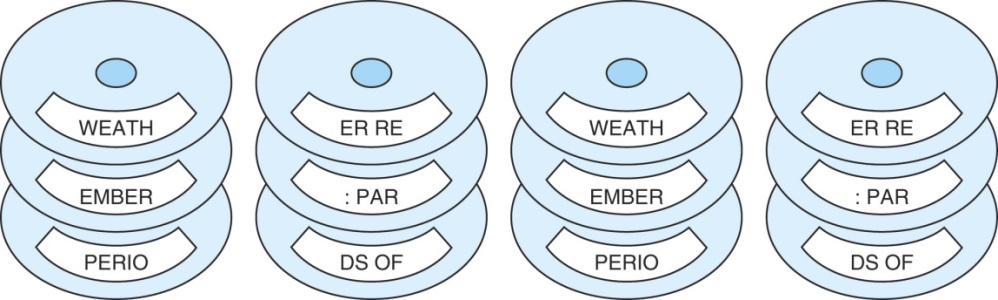 WEATH ER RE WEATH ER RE
EMBER : PAR EMBER : PAR
PERIO DS OF PERIO DS OF